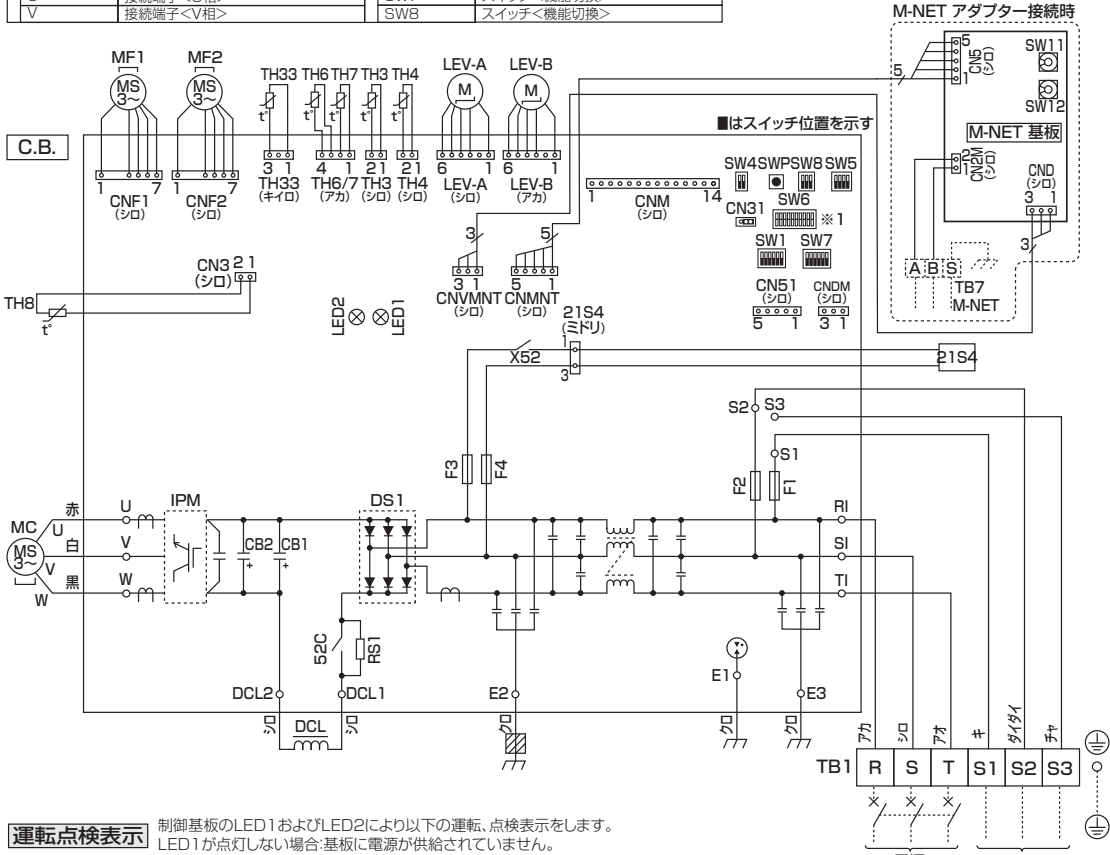 V 接続端子<V相>
SW8 スイッチ<機能切換>
M-NET アダプター接続時
MF1
MS
3~
1 7
CNF1
(シロ)
MF2
MS
3~
1 7
CNF2
(シロ)
TH33
t°
3 1
TH33
(キイロ)
TH6 TH7
t°
t°
4 1
TH6/7
(アカ)
TH3
t°
2 1
TH3
(シロ)
TH4
t°
2 1
TH4
(シロ)
LEV-A
M
6 1
LEV-A
(シロ)
LEV-B
M
6 1
LEV-B
(アカ)
C.B.
■はスイッチ位置を示す
1 14
CNM
SW4 SWP SW8 SW5
CN31
SW6
※1
SW1 SW7
CN51
(シロ)
5 1
CNDM
(シロ)
3 1
5
5
1
CN5
(シロ)
SW11
SW12
M-NET 基板
2
1
CN2M
(シロ)
CND
(シロ)
3 1
3
A B S
TB7
M-NET
3
3 1
CNVMNT
(シロ)
5
5 1
CNMNT
(シロ)
CN3
(シロ)
2 1
TH8
t°
LED2
LED1
21S4
(ミドリ)
1
3
X52
21S4
S2
S3
S1
F3
F4
F2
F1
MC
MS
3~
赤
U
白
V
黒
W
U
V
W
IPM
CB2
CB1
+
+
DS1
RI
SI
TI
52C
RS1
DCL2
DCL1
シロ
DCL
シロ
E2
クロ
E1
クロ
E3
クロ
アカ
シロ
アオ
キ
ダイダイ
チャ
TB1 R S T S1 S2 S3
運転点検表示
制御基板のLED1およびLED2により以下の運転、点検表示をします。
LED1が点灯しない場合:基板に電源が供給されていません。